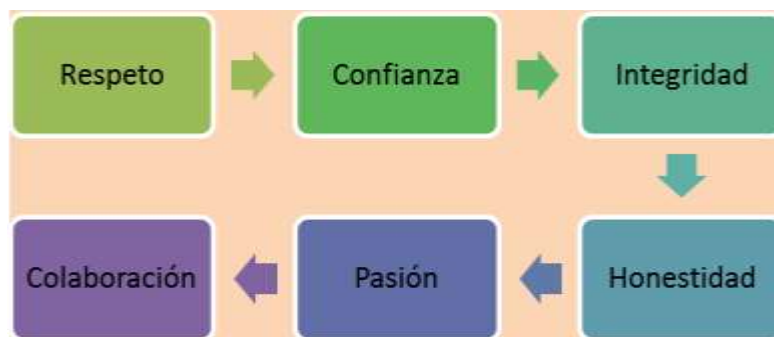 Respeto
Confianza
Integridad
Honestidad
Pasión
Colaboración